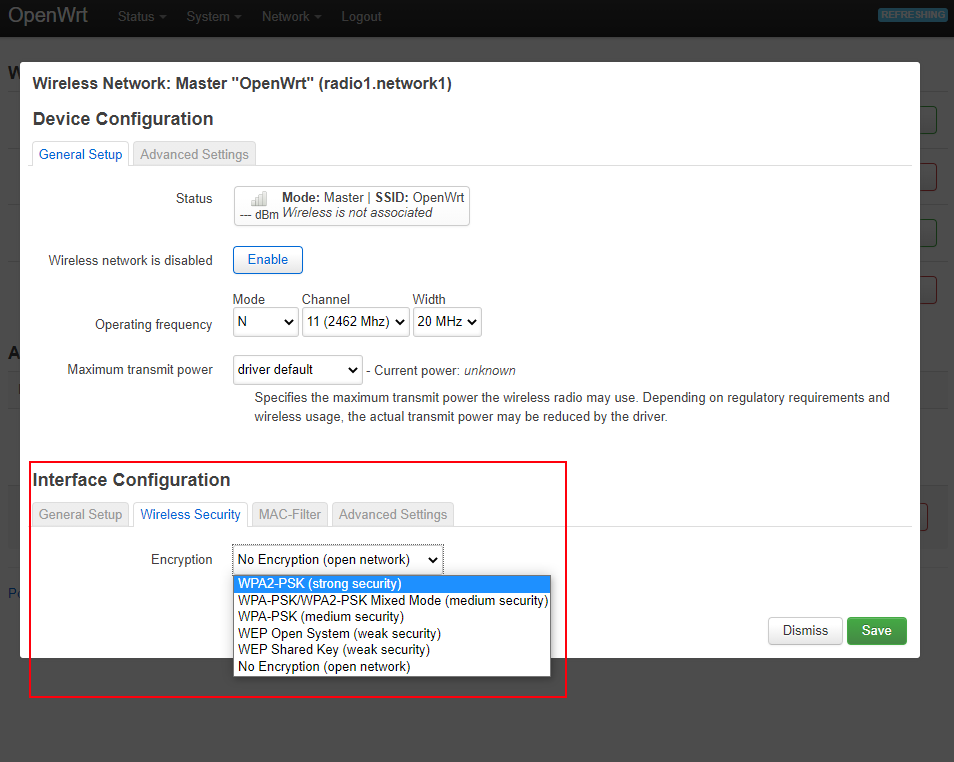 OpenWrt Status System Network Logout REFRESHING
Wireless Network: Master "OpenWrt" (radio1.network1)
Device Configuration
General Setup Advanced Settings
Status
Mode: Master | SSID: OpenWrt
--- dBm Wireless is not associated
Wireless network is disabled Enable
Mode Channel Width
Operating frequency N 11 (2462 Mhz) 20 MHz
Maximum transmit power driver default - Current power: unknown
Specifies the maximum transmit power the wireless radio may use. Depending on regulatory requirements and
wireless usage, the actual transmit power may be reduced by the driver.
Interface Configuration
General Setup Wireless Security MAC-Filter Advanced Settings
Encryption No Encryption (open network)
WPA2-PSK (strong security)
WPA-PSK/WPA2-PSK Mixed Mode (medium security)
WPA-PSK (medium security)
WEP Open System (weak security)
WEP Shared Key (weak security)
No Encryption (open network)
Dismiss Save